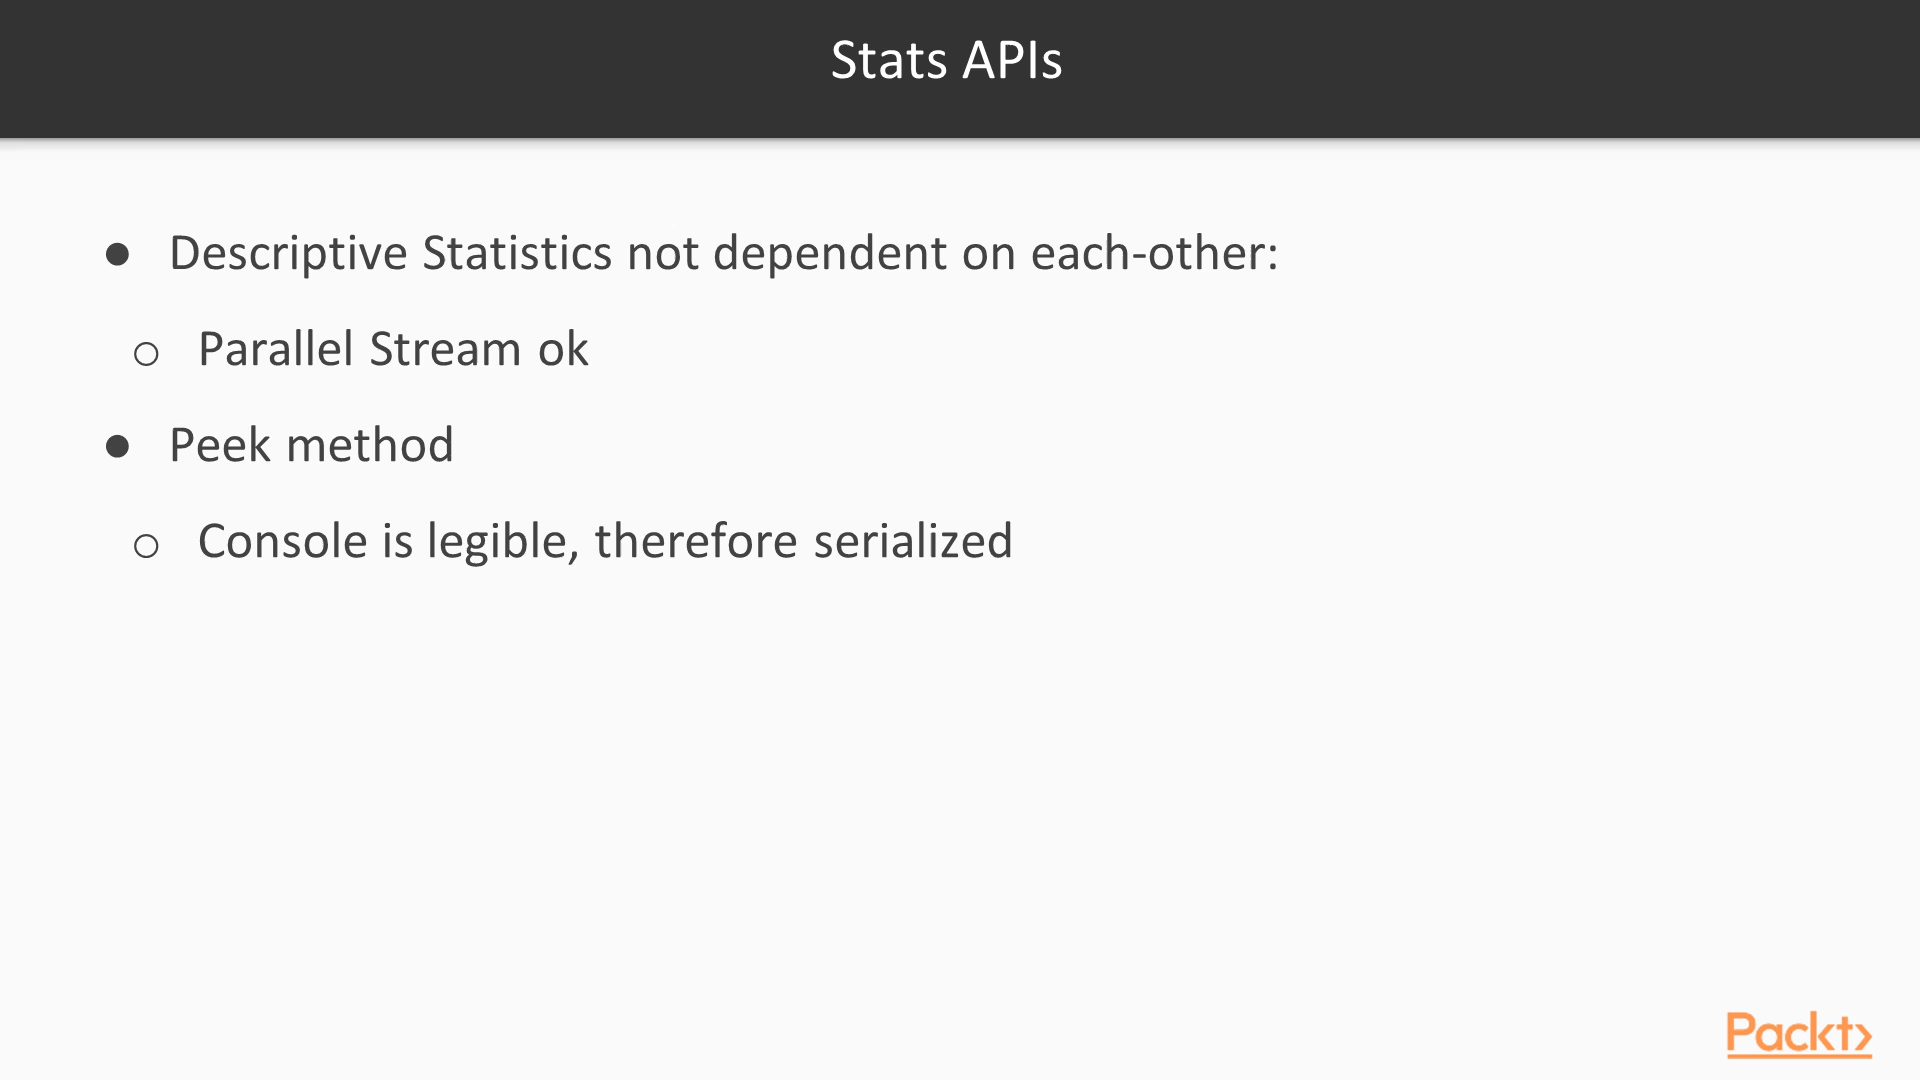 Stats APIs
● Descriptive Statistics not dependent on each-other:
○ Parallel Stream ok
● Peek method
○ Console is legible, therefore serialized
Packt>